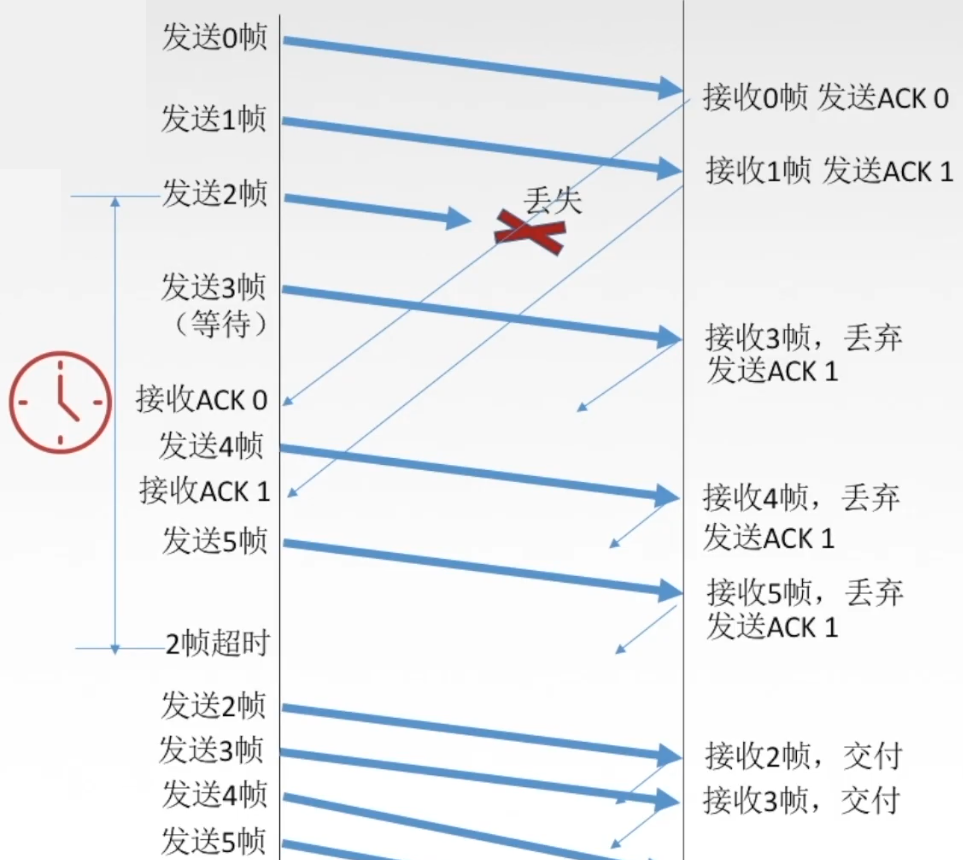 发送0帧
接收0帧 发送ACK 0
发送1帧
接收1帧 发送ACK 1
发送2帧
丢失
发送3帧
（等待）
接收3帧，丢弃
发送ACK 1
接收ACK 0
发送4帧
接收ACK 1
接收4帧，丢弃
发送ACK 1
发送5帧
接收5帧，丢弃
发送ACK 1
2帧超时
发送2帧
发送3帧
接收2帧，交付
发送4帧
接收3帧，交付
发送5帧